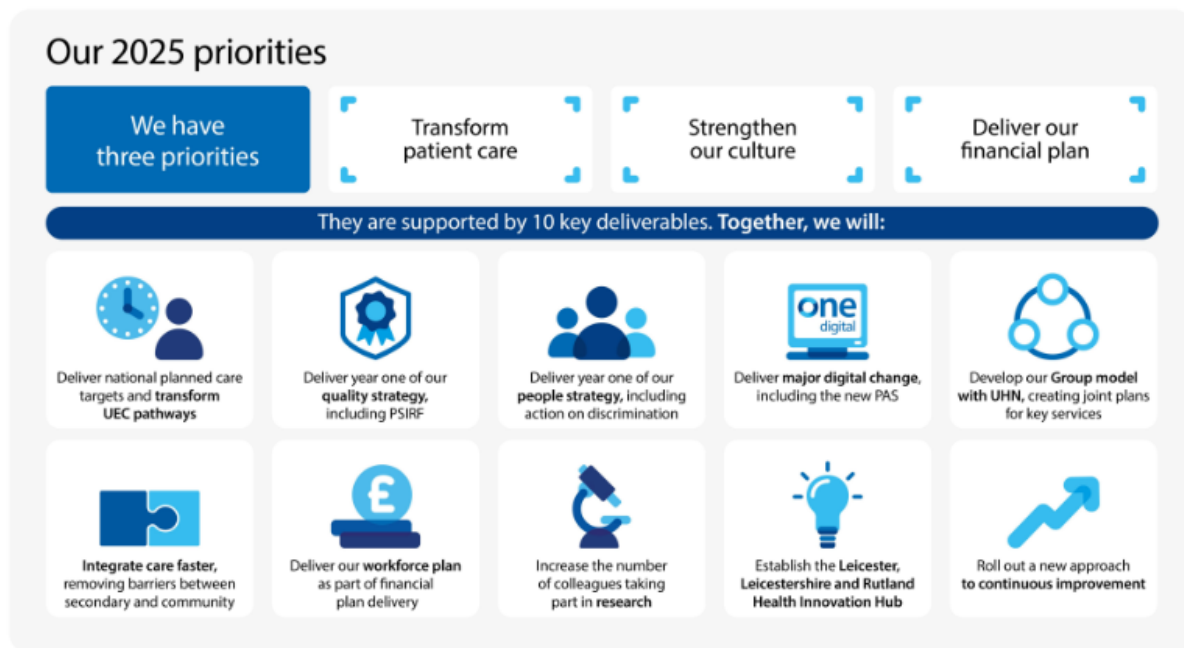 Our 2025 priorities
We have
three priorities
Transform
patient care
Strengthen
our culture
Deliver our
financial plan
They are supported by 10 key deliverables. Together, we will:
Deliver national planned care
targets and transform
UEC pathways
Deliver year one of our
quality strategy,
including PSIRF
Deliver year one of our
people strategy, including
action on discrimination
one
digital
Deliver major digital change,
including the new PAS
Develop our Group model
with UHN, creating joint plans
for key services
Integrate care faster,
removing barriers between
secondary and community
£
Deliver our workforce plan
as part of financial
plan delivery
Increase the number
of colleagues taking
part in research
Establish the Leicester,
Leicestershire and Rutland
Health Innovation Hub
Roll out a new approach
to continuous improvement